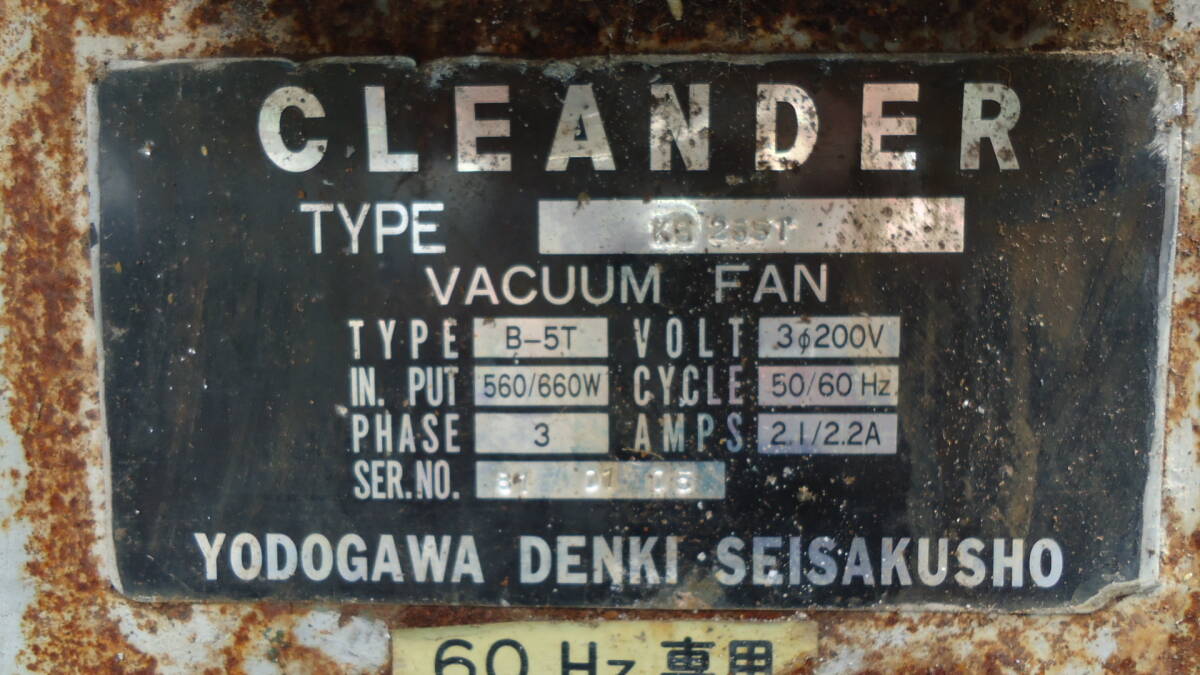 CLEANDER
TYPE
VACUUM FAN
TYPE B-5T VOLT 3φ200V
IN. PUT 560/660W CYCLE 50/60 Hz
PHASE 3 AMPS 2.1/2.2A
SER.NO.
YODOGAWA DENKI SEISAKUSHO
60 Hz 専用